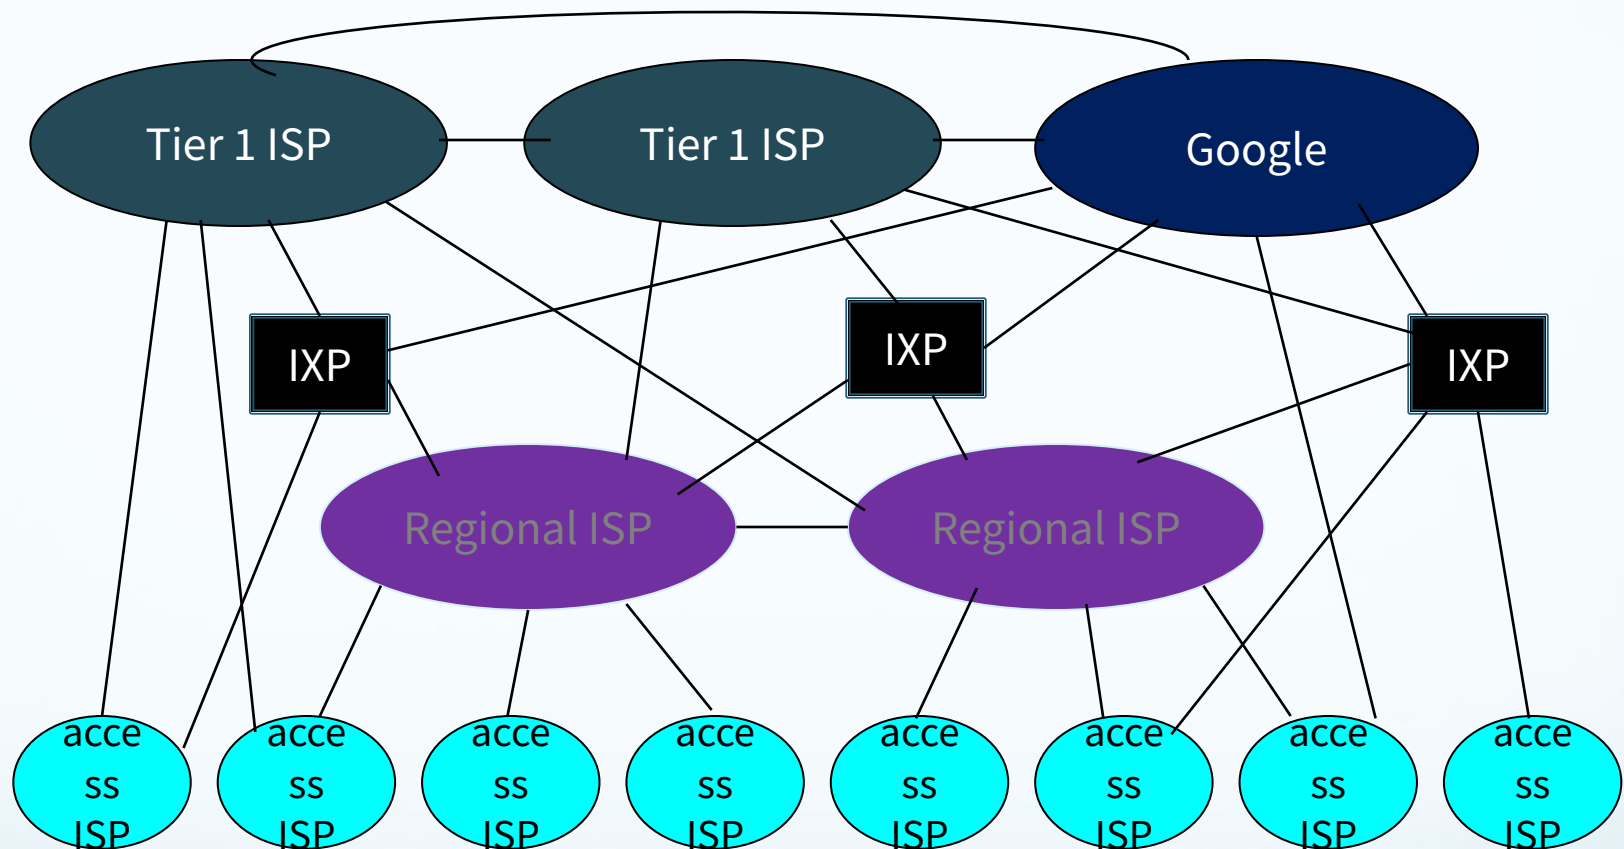 Tier 1 ISP
Tier 1 ISP
Google
IXP
IXP
IXP
Regional ISP
Regional ISP
acce
ss
ISP
acce
ss
ISP
acce
ss
ISP
acce
ss
ISP
acce
ss
ISP
acce
ss
ISP
acce
ss
ISP
acce
ss
ISP